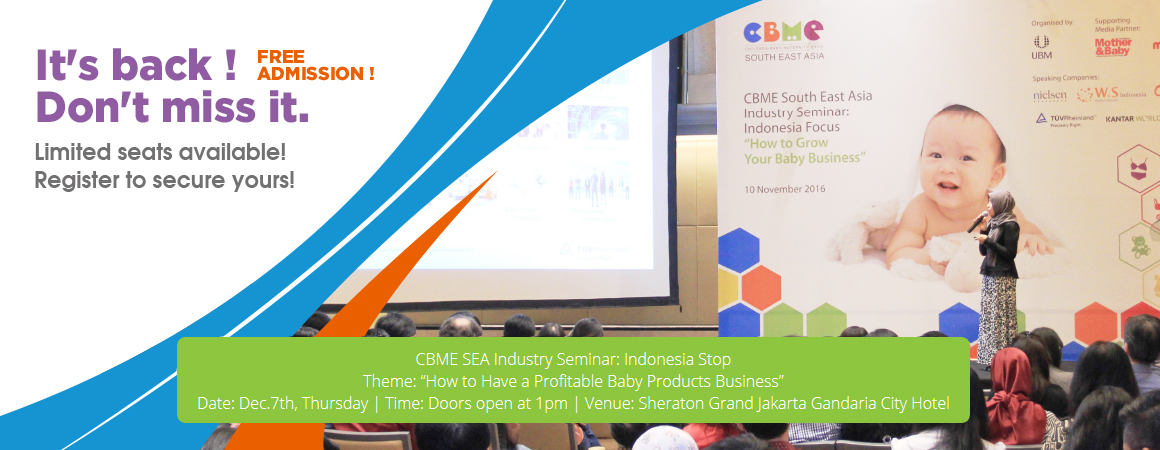 It's back !
FREE
ADMISSION !
Don't miss it.
Limited seats available!
Register to secure yours!
CBME
SOUTH EAST ASIA
CBME South East Asia
Industry Seminar:
Indonesia Focus
“How to Grow
Your Baby Business”
10 November 2016
Organised by:
UBM
Supporting
Media Partner:
Mother
&Baby
Speaking Companies:
nielsen
W&S Indonesia
TÜVRheinland
Precisely Right.
KANTAR WORLD
CBME SEA Industry Seminar: Indonesia Stop
Theme: “How to Have a Profitable Baby Products Business”
Date: Dec.7th, Thursday | Time: Doors open at 1pm | Venue: Sheraton Grand Jakarta Gandaria City Hotel